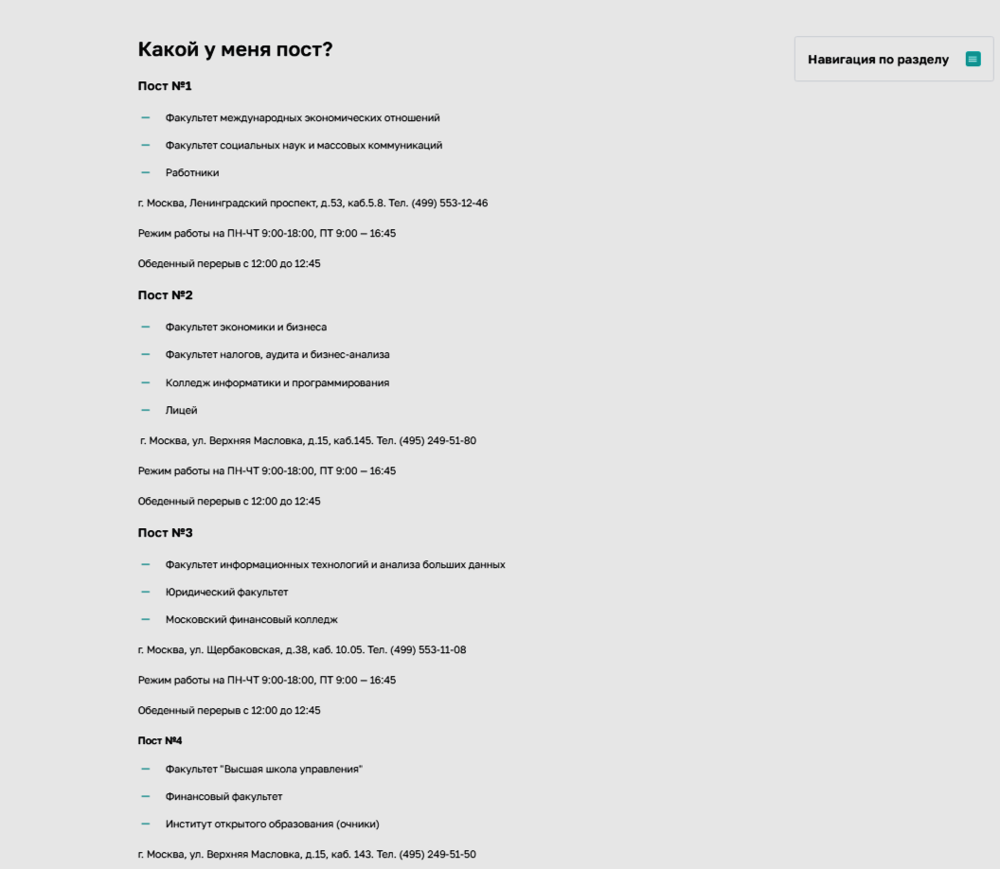 Какой у меня пост?
Навигация по разделу
Пост №1
— Факультет международных экономических отношений
— Факультет социальных наук и массовых коммуникаций
— Работники
г. Москва, Ленинградский проспект, д.53, каб.5.8. Тел. (499) 553-12-46
Режим работы на ПН-ЧТ 9:00-18:00, ПТ 9:00 — 16:45
Обеденный перерыв с 12:00 до 12:45
Пост №2
— Факультет экономики и бизнеса
— Факультет налогов, аудита и бизнес-анализа
— Колледж информатики и программирования
— Лицей
г. Москва, ул. Верхняя Масловка, д.15, каб.145. Тел. (495) 249-51-80
Режим работы на ПН-ЧТ 9:00-18:00, ПТ 9:00 — 16:45
Обеденный перерыв с 12:00 до 12:45
Пост №3
— Факультет информационных технологий и анализа больших данных
— Юридический факультет
— Московский финансовый колледж
г. Москва, ул. Щербаковская, д.38, каб. 10.05. Тел. (499) 553-11-08
Режим работы на ПН-ЧТ 9:00-18:00, ПТ 9:00 — 16:45
Обеденный перерыв с 12:00 до 12:45
Пост №4
— Факультет "Высшая школа управления"
— Финансовый факультет
— Институт открытого образования (очники)
г. Москва, ул. Верхняя Масловка, д.15, каб. 143. Тел. (495) 249-51-50